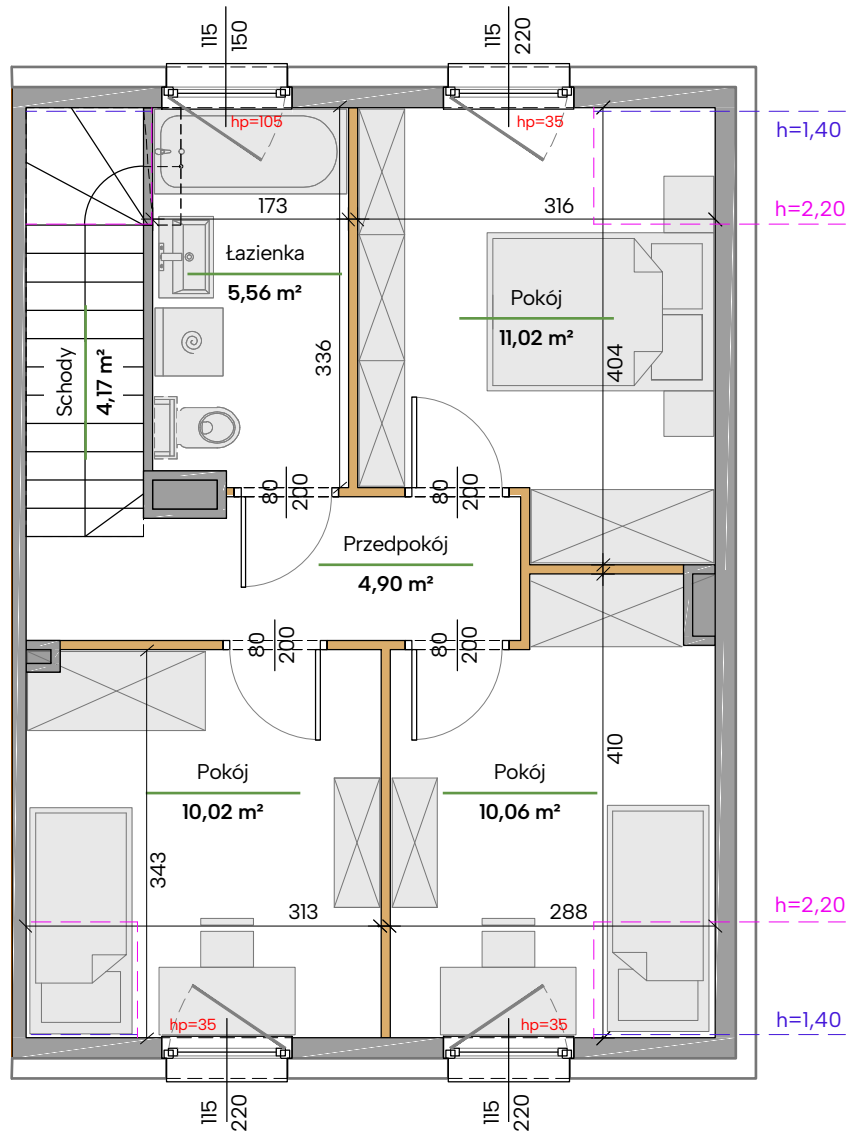 115
150
115
220
hp=105
hp=35
h=1,40
173
316
h=2,20
Łazienka
5,56 m²
Pokój
11,02 m²
336
404
Schody
4,17 m²
80
200
80
200
Przedpokój
4,90 m²
80
200
80
200
410
Pokój
10,02 m²
Pokój
10,06 m²
343
313
288
h=2,20
hp=35
hp=35
h=1,40
115
220
115
220